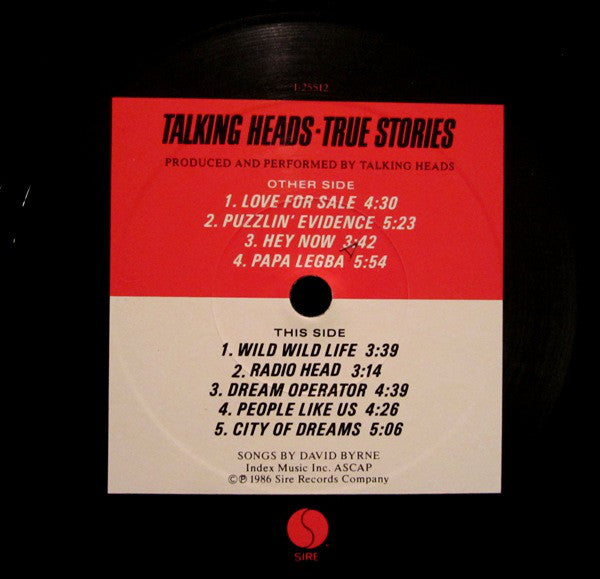 1-25512
TALKING HEADS·TRUE STORIES
PRODUCED AND PERFORMED BY TALKING HEADS
OTHER SIDE
1. LOVE FOR SALE 4:30
2. PUZZLIN' EVIDENCE 5:23
3. HEY NOW 3:42
4. PAPA LEGBA 5:54
THIS SIDE
1. WILD WILD LIFE 3:39
2. RADIO HEAD 3:14
3. DREAM OPERATOR 4:39
4. PEOPLE LIKE US 4:26
5. CITY OF DREAMS 5:06
SONGS BY DAVID BYRNE
Index Music Inc. ASCAP
©℗ 1986 Sire Records Company
SIRE